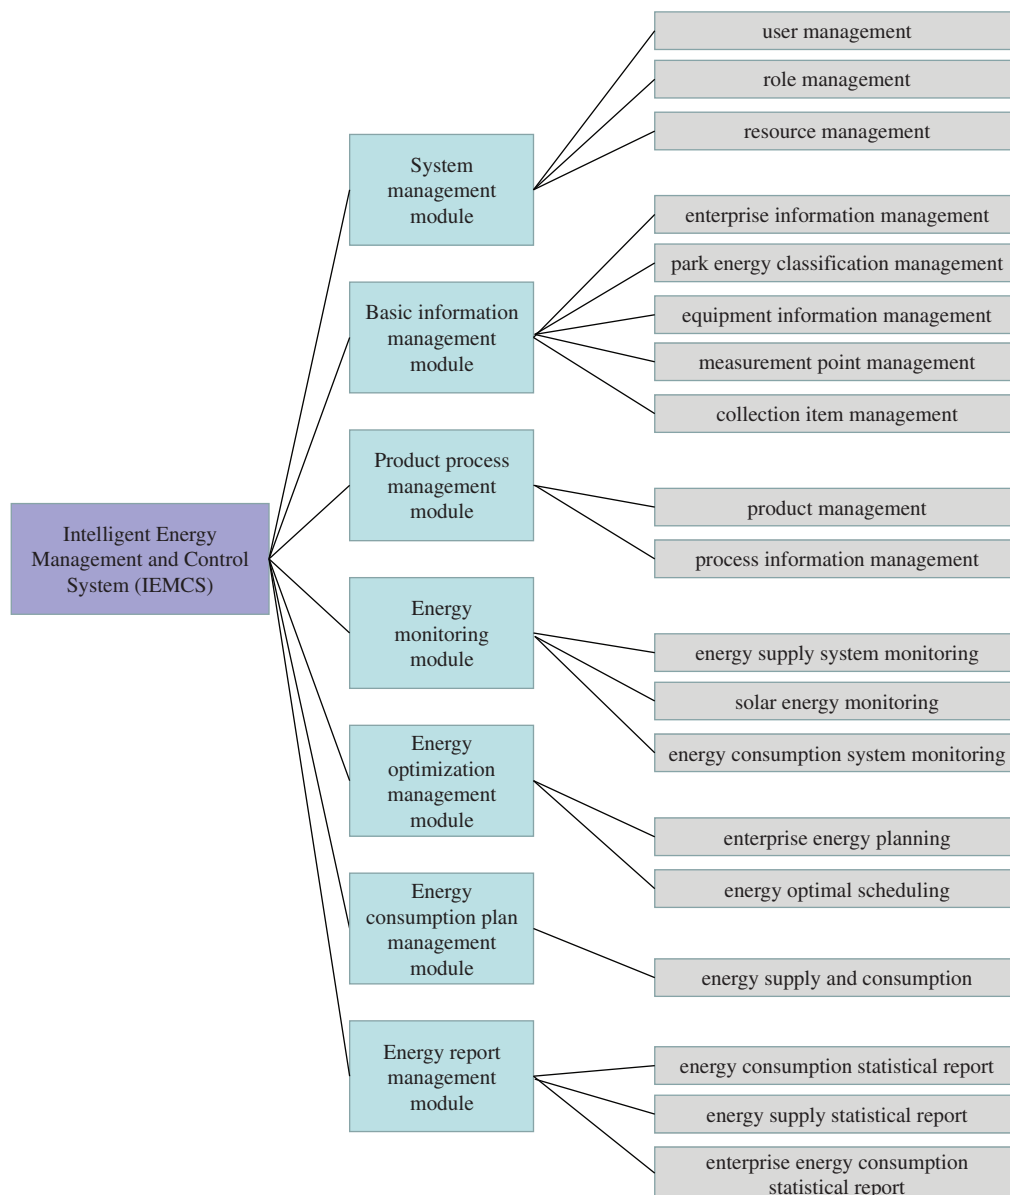 Intelligent Energy
Management and Control
System (IEMCS)
System
management
module
user management
role management
resource management
Basic information
management
module
enterprise information management
park energy classification management
equipment information management
measurement point management
collection item management
Product process
management
module
product management
process information management
Energy
monitoring
module
energy supply system monitoring
solar energy monitoring
energy consumption system monitoring
Energy
optimization
management
module
enterprise energy planning
energy optimal scheduling
Energy
consumption plan
management
module
energy supply and consumption
Energy report
management
module
energy consumption statistical report
energy supply statistical report
enterprise energy consumption
statistical report